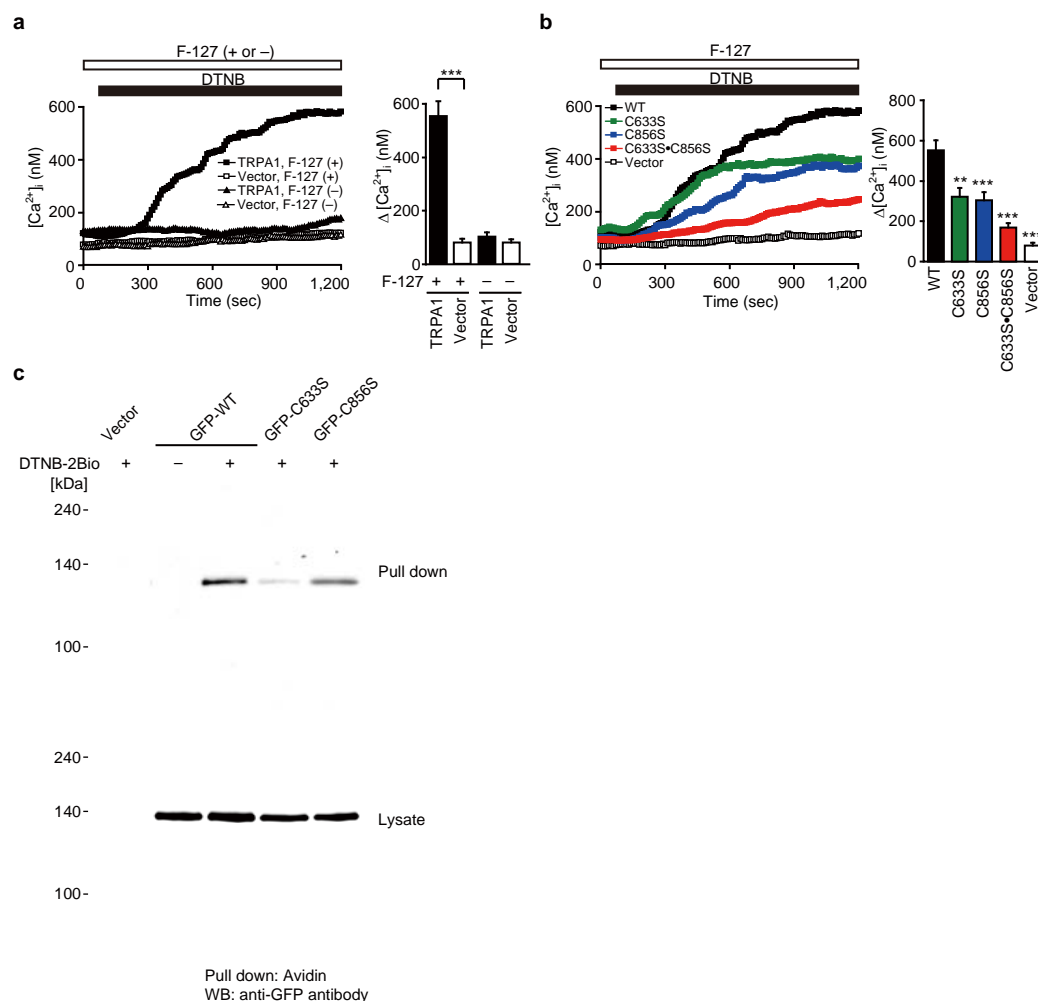 a
F-127 (+ or –)
DTNB
[Ca2+]i (nM)
600
400
200
0
0 300 600 900 1,200
Time (sec)
TRPA1, F-127 (+)
Vector, F-127 (+)
TRPA1, F-127 (–)
Vector, F-127 (–)
Δ [Ca2+]i (nM)
600
400
200
0
***
F-127 + + – –
TRPA1
Vector
TRPA1
Vector
b
F-127
DTNB
[Ca2+]i (nM)
600
400
200
0
0 300 600 900 1,200
Time (sec)
WT
C633S
C856S
C633S•C856S
Vector
Δ[Ca2+]i (nM)
800
600
400
200
0
** *** *** ***
WT
C633S
C856S
C633S•C856S
Vector
c
Vector
GFP-WT
GFP-C633S
GFP-C856S
DTNB-2Bio + – + + +
[kDa]
240-
140-
Pull down
100-
240-
140-
Lysate
100-
Pull down: Avidin
WB: anti-GFP antibody